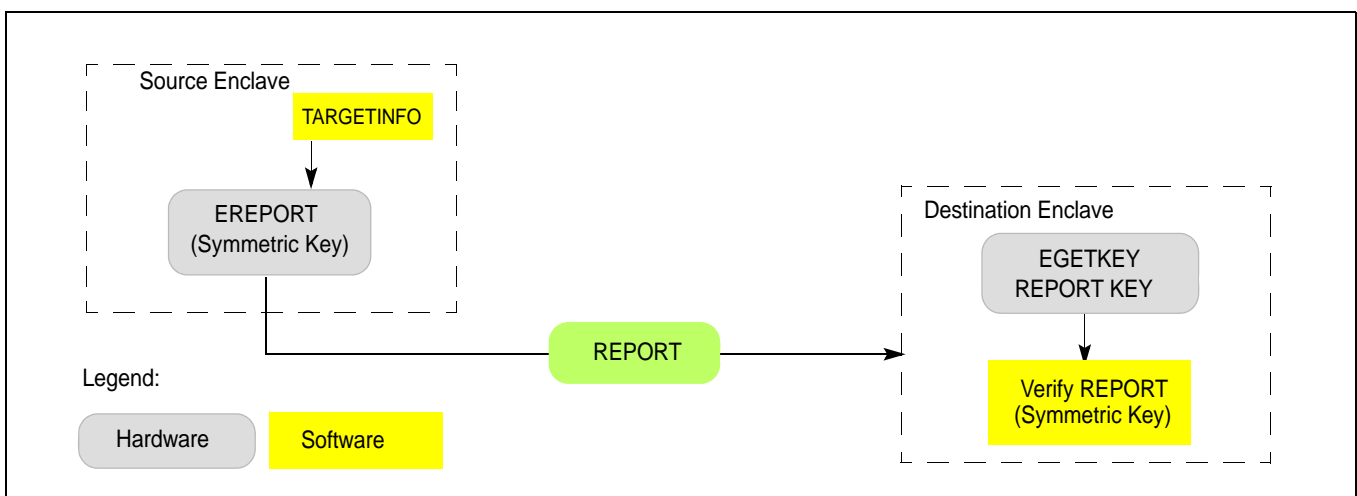 Source Enclave
TARGETINFO
EREPORT
(Symmetric Key)
Destination Enclave
EGETKEY
REPORT KEY
REPORT
Verify REPORT
(Symmetric Key)
Legend:
Hardware
Software